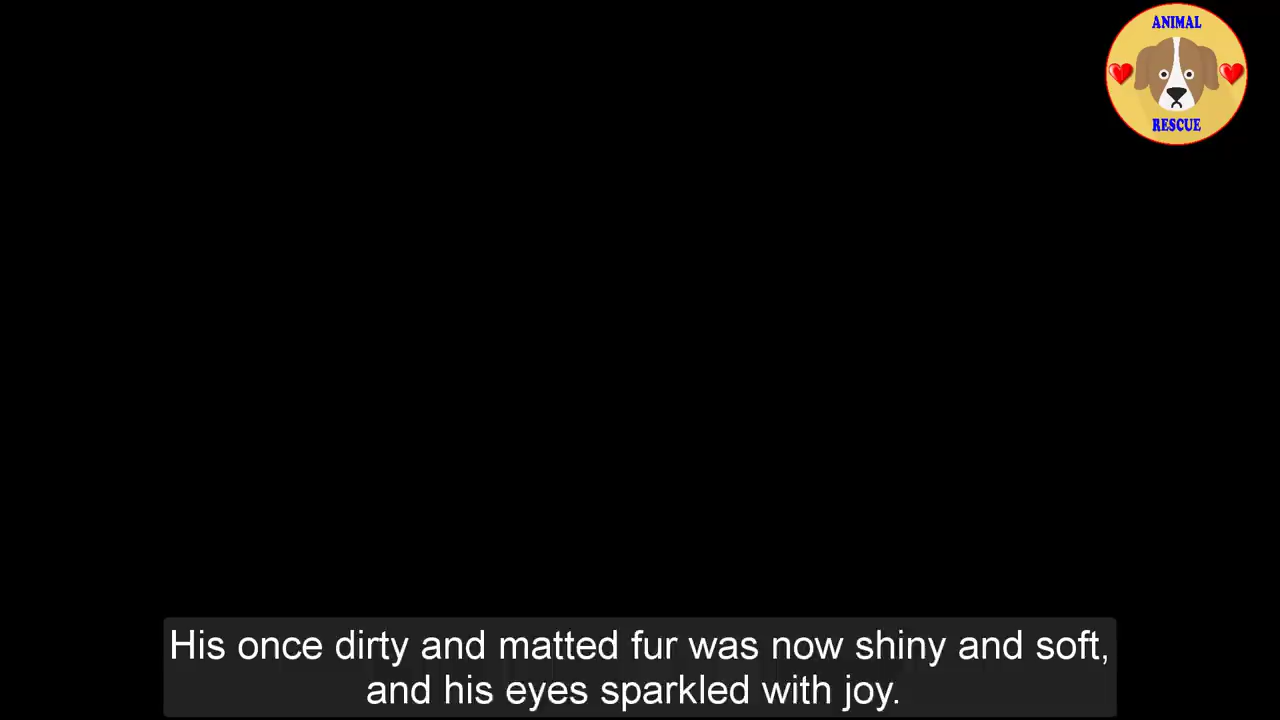 ANIMAL
RESCUE
His once dirty and matted fur was now shiny and soft,
and his eyes sparkled with joy.